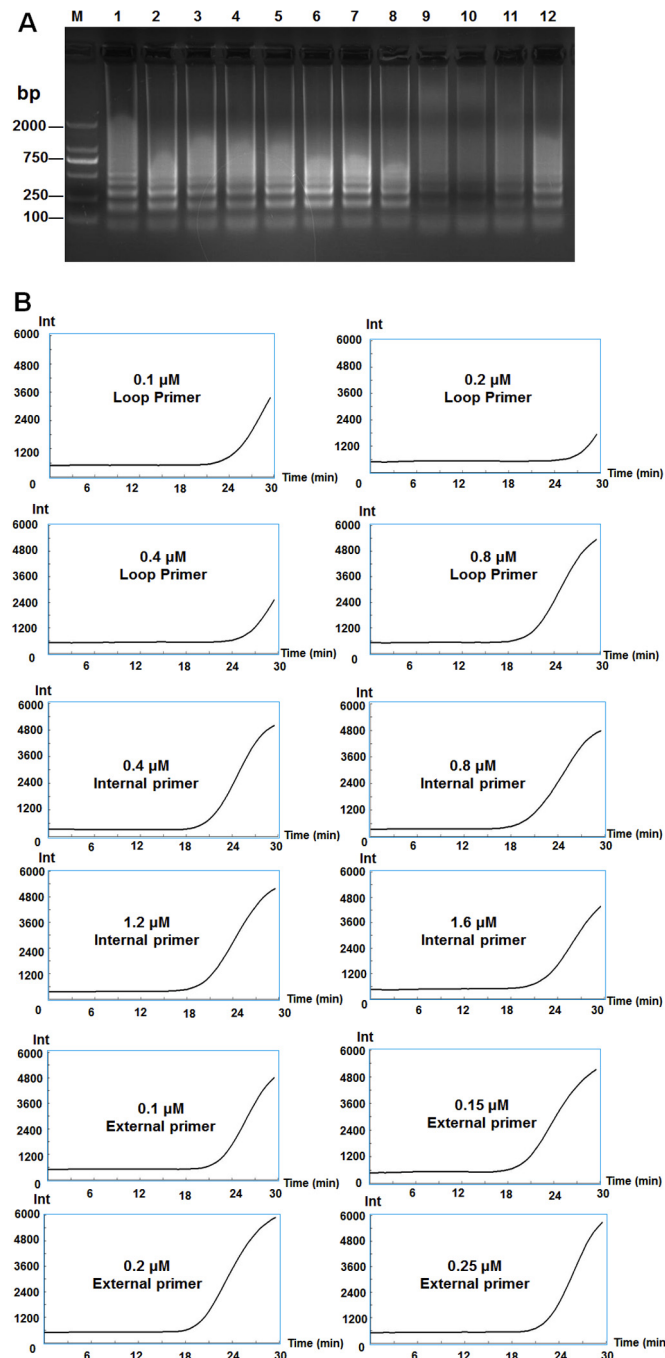 A
M 1 2 3 4 5 6 7 8 9 10 11 12
bp
2000
750
250
100
B
Int
6000
4800
3600
2400
1200
0
0.1 µM
Loop Primer
6 12 18 24 30
Time (min)
Int
6000
4800
3600
2400
1200
0
0.2 µM
Loop Primer
6 12 18 24 30
Time (min)
Int
6000
4800
3600
2400
1200
0
0.4 µM
Loop Primer
6 12 18 24 30
Time (min)
6000
4800
3600
2400
1200
0
0.8 µM
Loop Primer
6 12 18 24 30
Time (min)
Int
6000
4800
3600
2400
1200
0
0.4 µM
Internal primer
6 12 18 24 30
Time (min)
Int
6000
4800
3600
2400
1200
0
0.8 µM
Internal primer
6 12 18 24 30
Time (min)
Int
6000
4800
3600
2400
1200
0
1.2 µM
Internal primer
6 12 18 24 30
Time (min)
6000
4800
3600
2400
1200
0
1.6 µM
Internal primer
6 12 18 24 30
Time (min)
Int
6000
4800
3600
2400
1200
0
0.1 µM
External primer
6 12 18 24 30
Time (min)
Int
6000
4800
3600
2400
1200
0
0.15 µM
External primer
6 12 18 24 30
Time (min)
6000
4800
3600
2400
1200
0
0.2 µM
External primer
6 12 18 24 30
Time (min)
Int
6000
4800
3600
2400
1200
0
0.25 µM
External primer
6 12 18 24 30
Time (min)